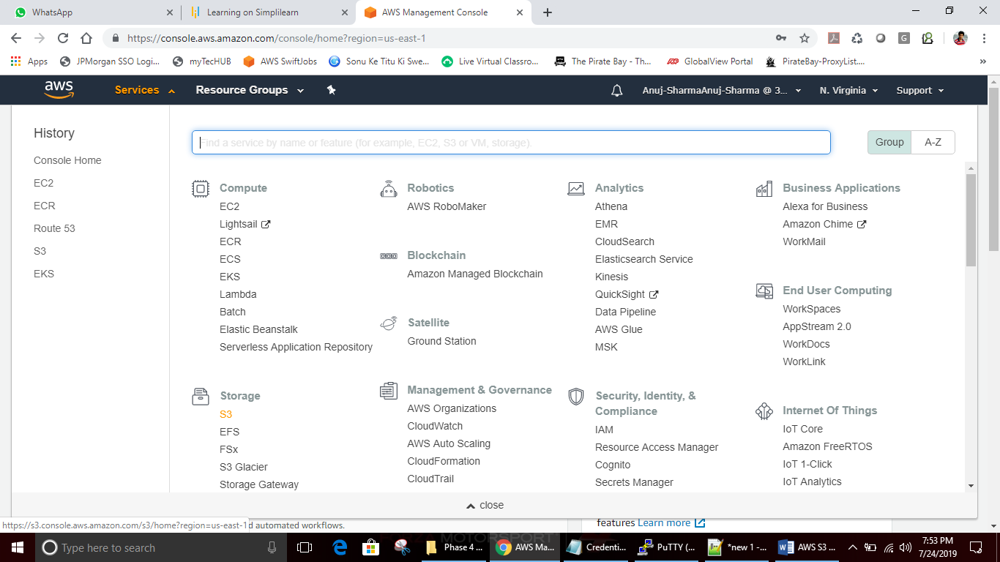 WhatsApp
Learning on Simplilearn
AWS Management Console
https://console.aws.amazon.com/console/home?region=us-east-1
G
Apps
JPMorgan SSO Logi...
myTecHUB
AWS SwiftJobs
Sonu Ke Titu Ki Swe...
Live Virtual Classro...
The Pirate Bay - Th...
GlobalView Portal
PirateBay-ProxyList....
»
aws
Services
Resource Groups
Anuj-SharmaAnuj-Sharma @ 3...
N. Virginia
Support
History
Console Home
EC2
ECR
Route 53
S3
EKS
Find a service by name or feature (for example, EC2, S3 or VM, storage).
Group
A-Z
Compute
EC2
Lightsail
ECR
ECS
EKS
Lambda
Batch
Elastic Beanstalk
Serverless Application Repository
Storage
S3
EFS
FSx
S3 Glacier
Storage Gateway
Robotics
AWS RoboMaker
Blockchain
Amazon Managed Blockchain
Satellite
Ground Station
Management & Governance
AWS Organizations
CloudWatch
AWS Auto Scaling
CloudFormation
CloudTrail
Analytics
Athena
EMR
CloudSearch
Elasticsearch Service
Kinesis
QuickSight
Data Pipeline
AWS Glue
MSK
Security, Identity, &
Compliance
IAM
Resource Access Manager
Cognito
Secrets Manager
Business Applications
Alexa for Business
Amazon Chime
WorkMail
End User Computing
WorkSpaces
AppStream 2.0
WorkDocs
WorkLink
Internet Of Things
IoT Core
Amazon FreeRTOS
IoT 1-Click
IoT Analytics
close
https://s3.console.aws.amazon.com/s3/home?region=us-east-1
d automated workflows.
features Learn more
Type here to search
MOTORSPORT
Phase 4 ...
AWS Ma...
Credenti...
PuTTY (...
*new 1 -...
AWS S3 ...
7:53 PM
7/24/2019